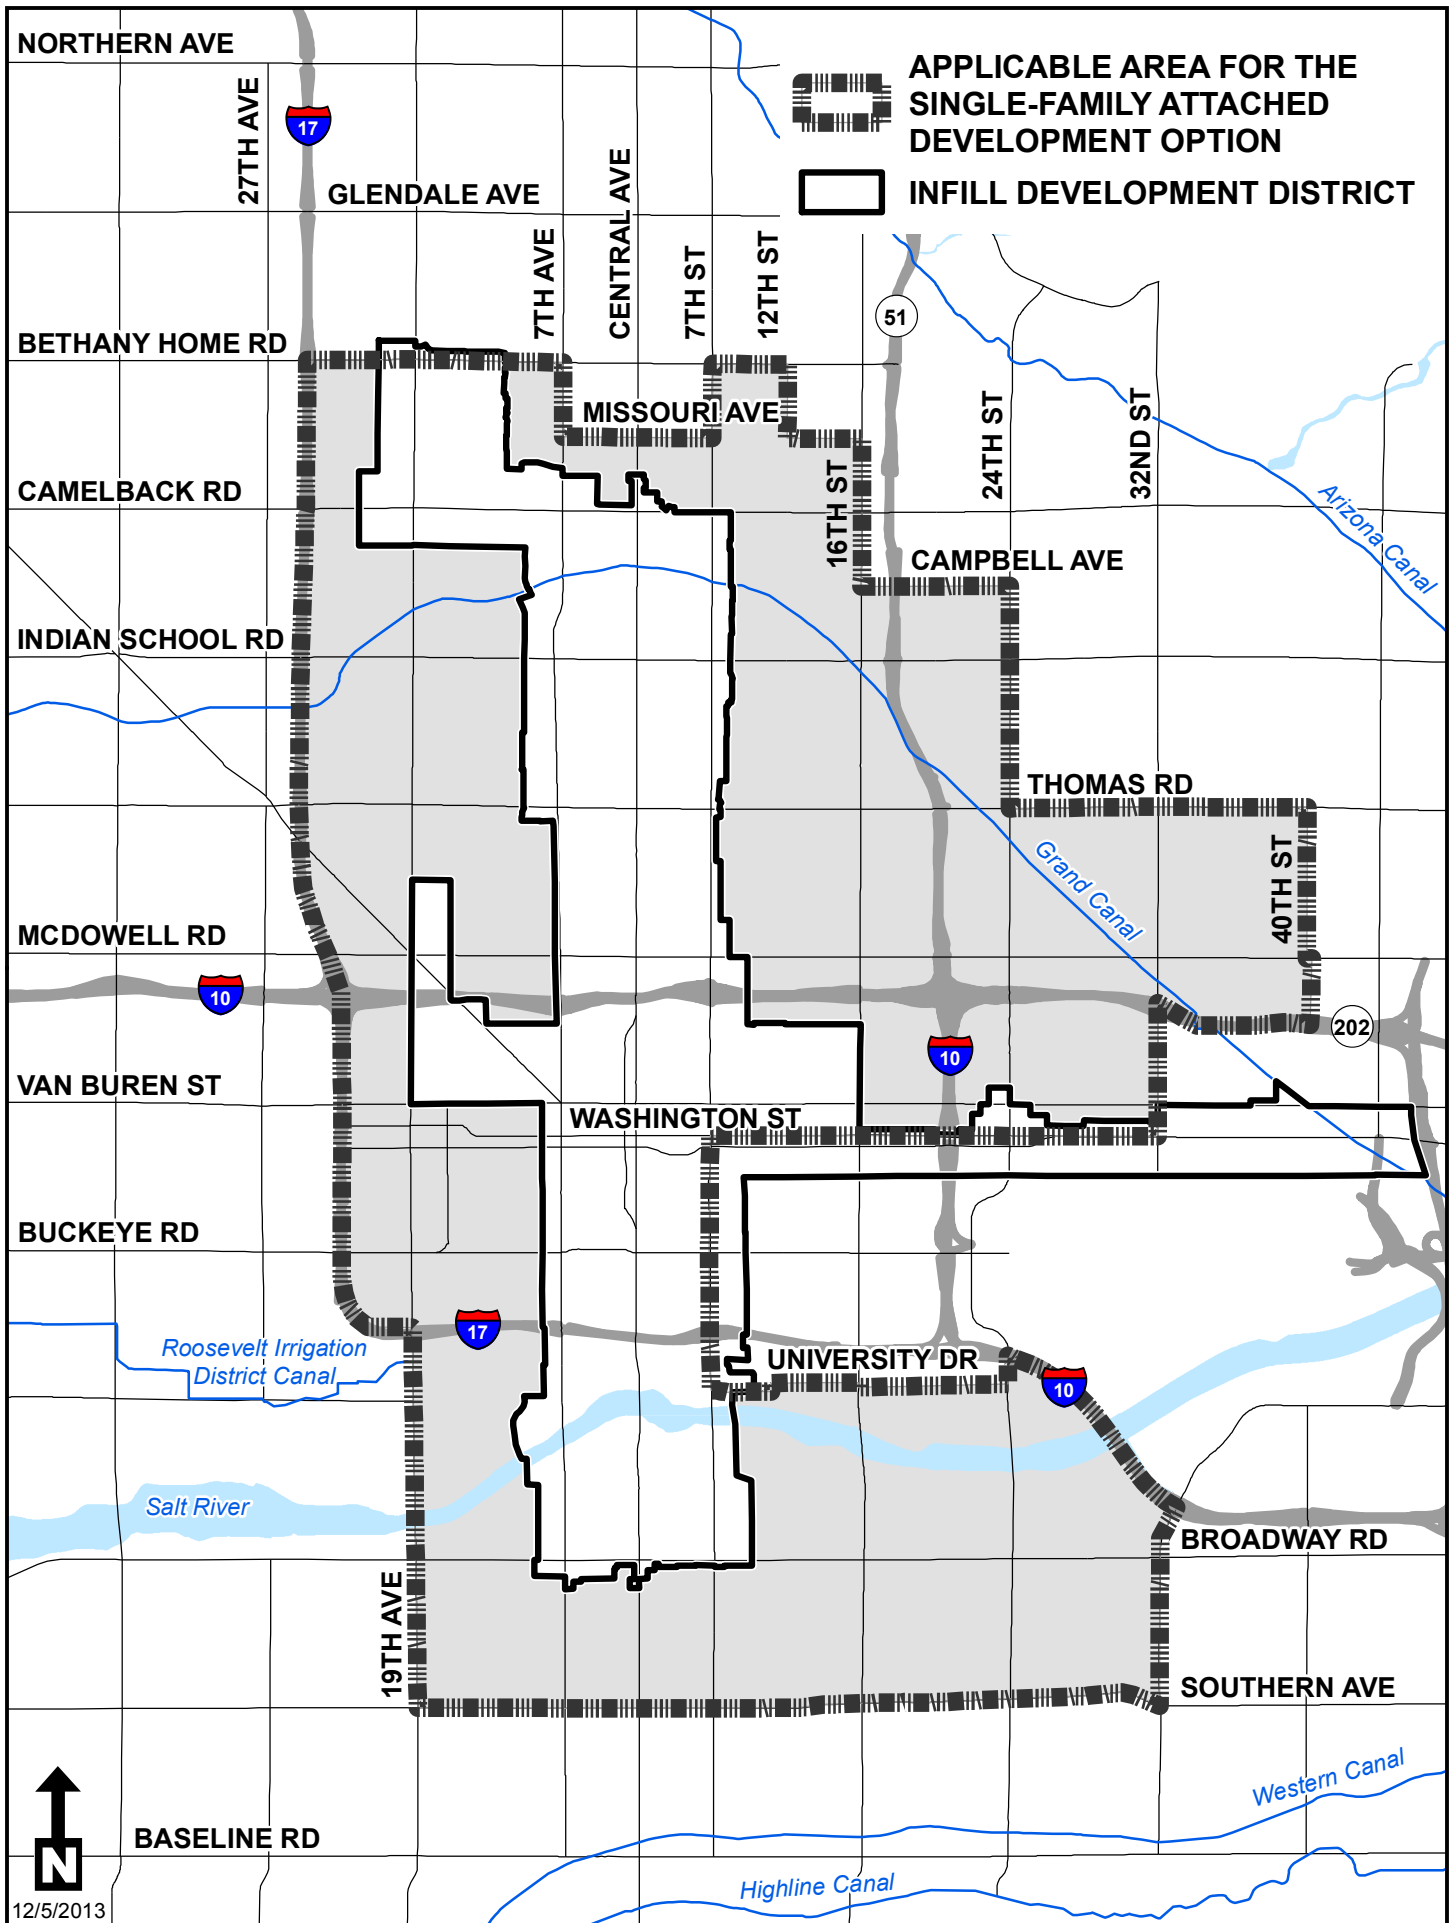 NORTHERN AVE
APPLICABLE AREA FOR THE
SINGLE-FAMILY ATTACHED
DEVELOPMENT OPTION
27TH AVE
17
INFILL DEVELOPMENT DISTRICT
GLENDALE AVE
7TH AVE
CENTRAL AVE
7TH ST
12TH ST
51
BETHANY HOME RD
MISSOURI AVE
24TH ST
32ND ST
CAMELBACK RD
16TH ST
Arizona Canal
CAMPBELL AVE
INDIAN SCHOOL RD
THOMAS RD
Grand Canal
40TH ST
MCDOWELL RD
10
202
10
VAN BUREN ST
WASHINGTON ST
BUCKEYE RD
17
Roosevelt Irrigation
District Canal
UNIVERSITY DR
10
Salt River
BROADWAY RD
19TH AVE
SOUTHERN AVE
Western Canal
BASELINE RD
N
Highline Canal
12/5/2013